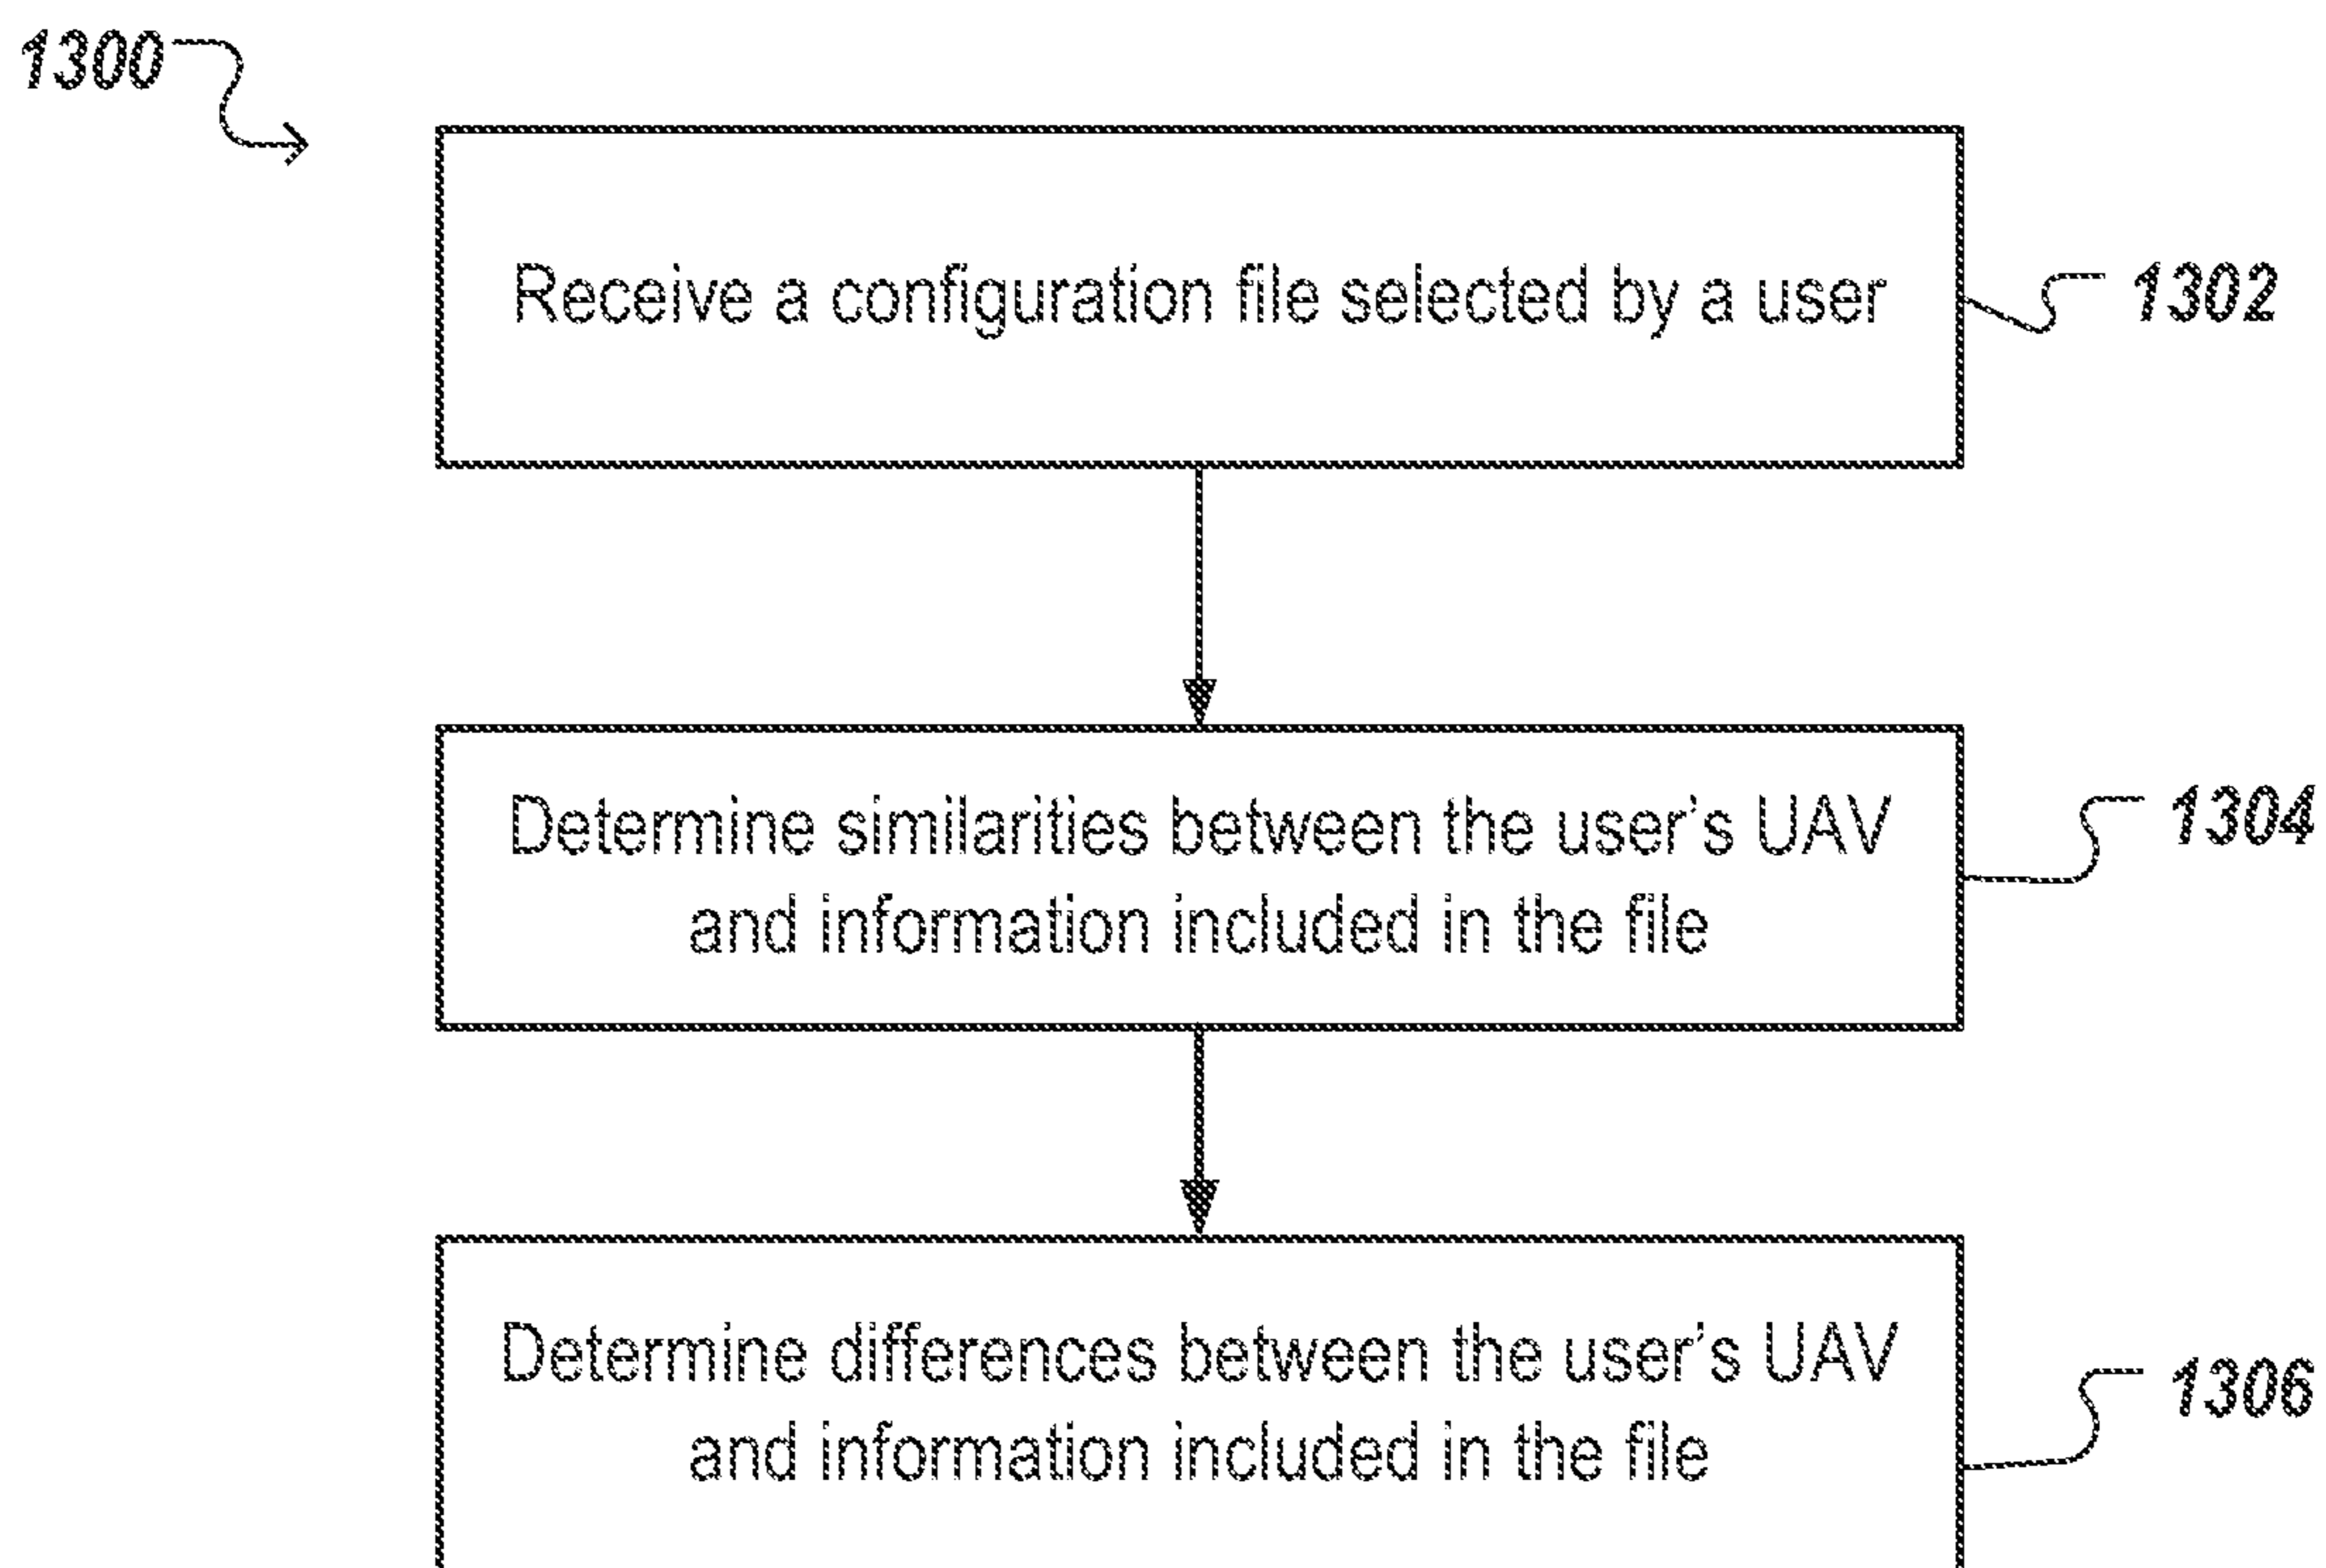 1300
Receive a configuration file selected by a user
1302
Determine similarities between the user's UAV
and information included in the file
1304
Determine differences between the user's UAV
and information included in the file
1306